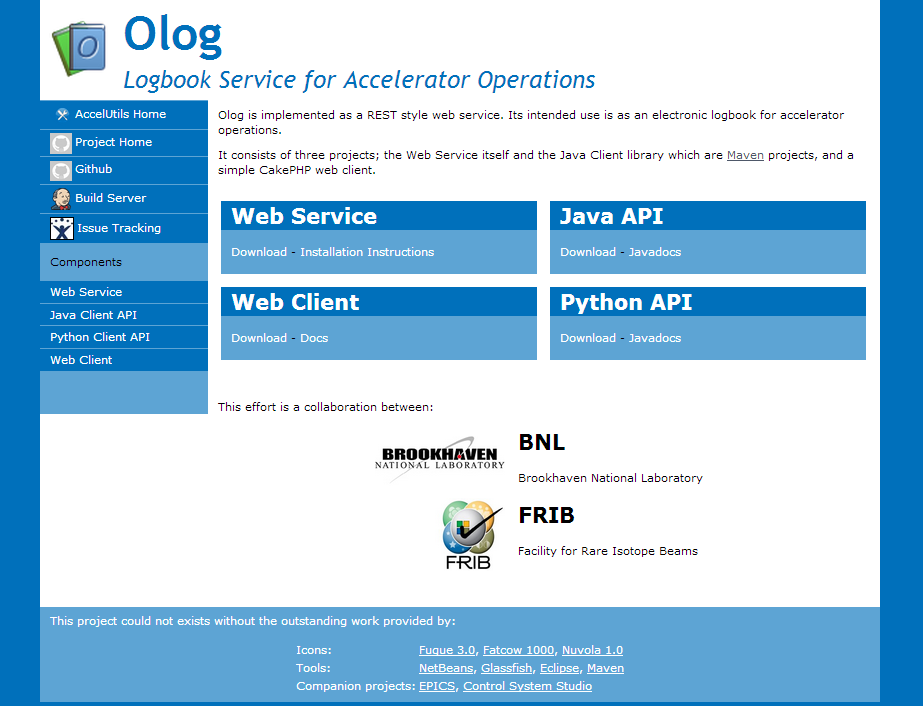 Olog
Logbook Service for Accelerator Operations
AccelUtils Home
Project Home
Github
Build Server
Issue Tracking
Components
Web Service
Java Client API
Python Client API
Web Client
Olog is implemented as a REST style web service. Its intended use is as an electronic logbook for accelerator
operations.
It consists of three projects; the Web Service itself and the Java Client library which are Maven projects, and a
simple CakePHP web client.
Web Service
Download - Installation Instructions
Java API
Download - Javadocs
Web Client
Download - Docs
Python API
Download - Javadocs
This effort is a collaboration between:
BROOKHAVEN
NATIONAL LABORATORY
BNL
Brookhaven National Laboratory
FRIB
FRIB
Facility for Rare Isotope Beams
This project could not exists without the outstanding work provided by:
Icons: Fugue 3.0, Fatcow 1000, Nuvola 1.0
Tools: NetBeans, Glassfish, Eclipse, Maven
Companion projects: EPICS, Control System Studio